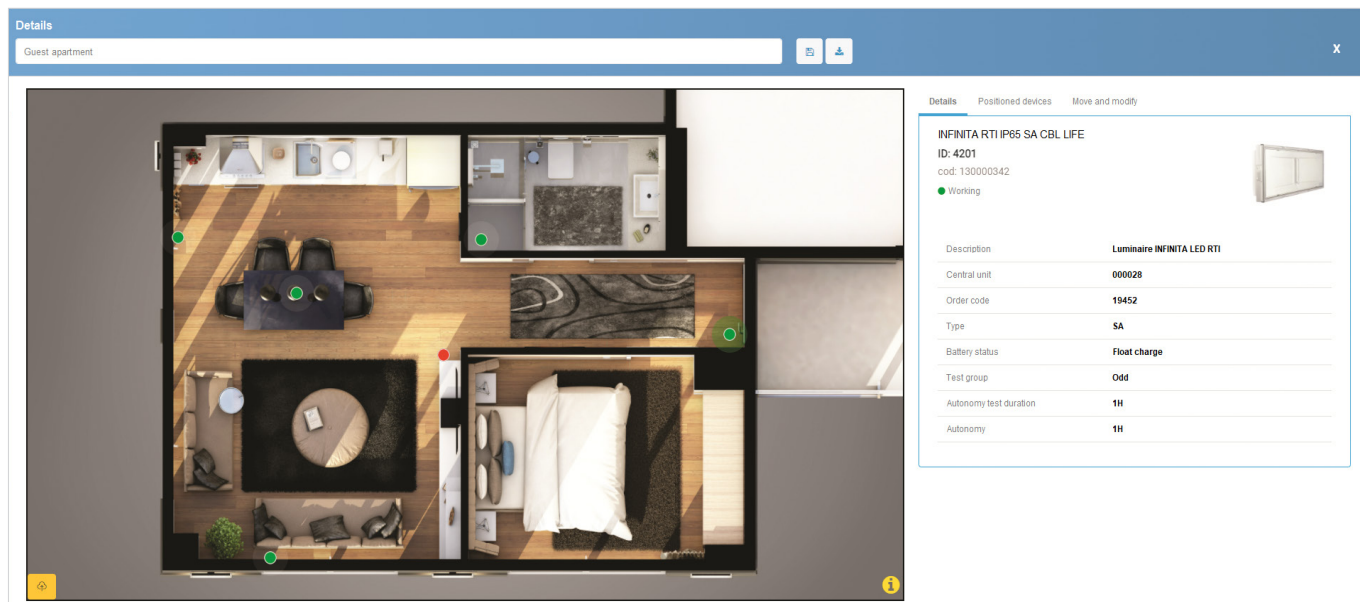 Details
Guest apartment
X
Details Positioned devices Move and modify
INFINITA RTI IP65 SA CBL LIFE
ID: 4201
cod: 130000342
Working
Description Luminaire INFINITA LED RTI
Central unit 000028
Order code 19452
Type SA
Battery status Float charge
Test group Odd
Autonomy test duration 1H
Autonomy 1H